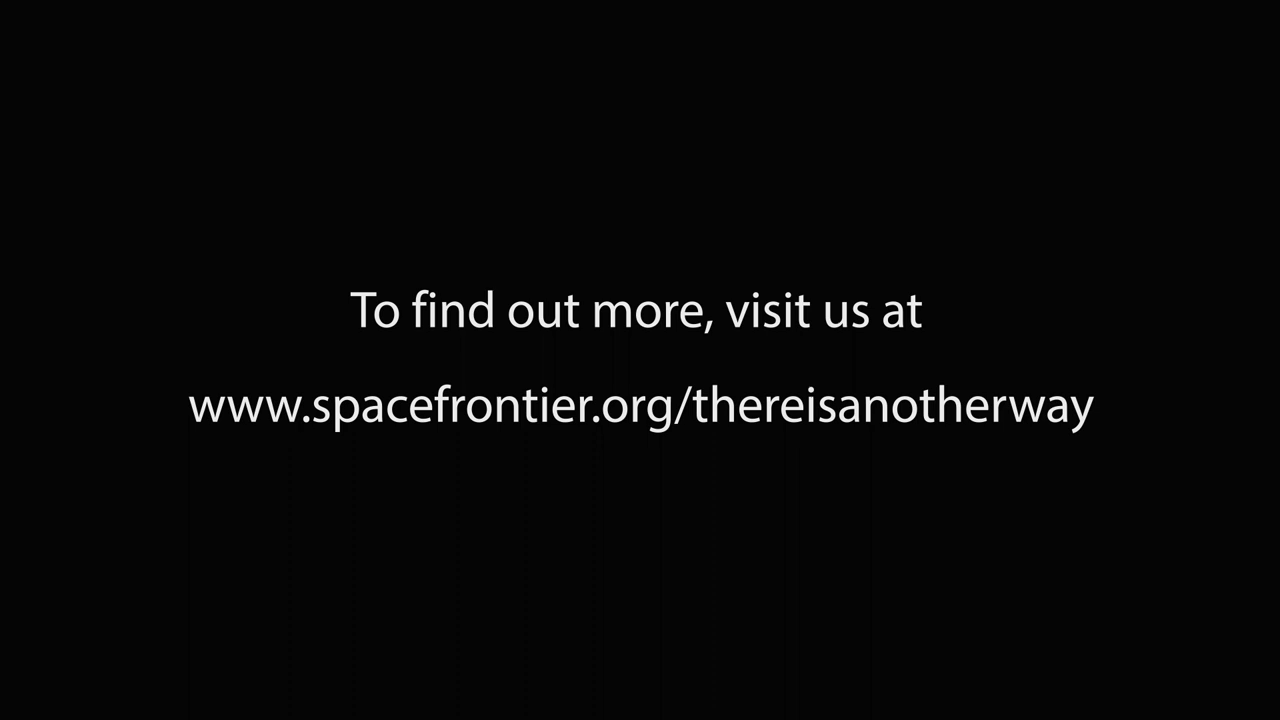 To find out more, visit us at
www.spacefrontier.org/thereisanotherway